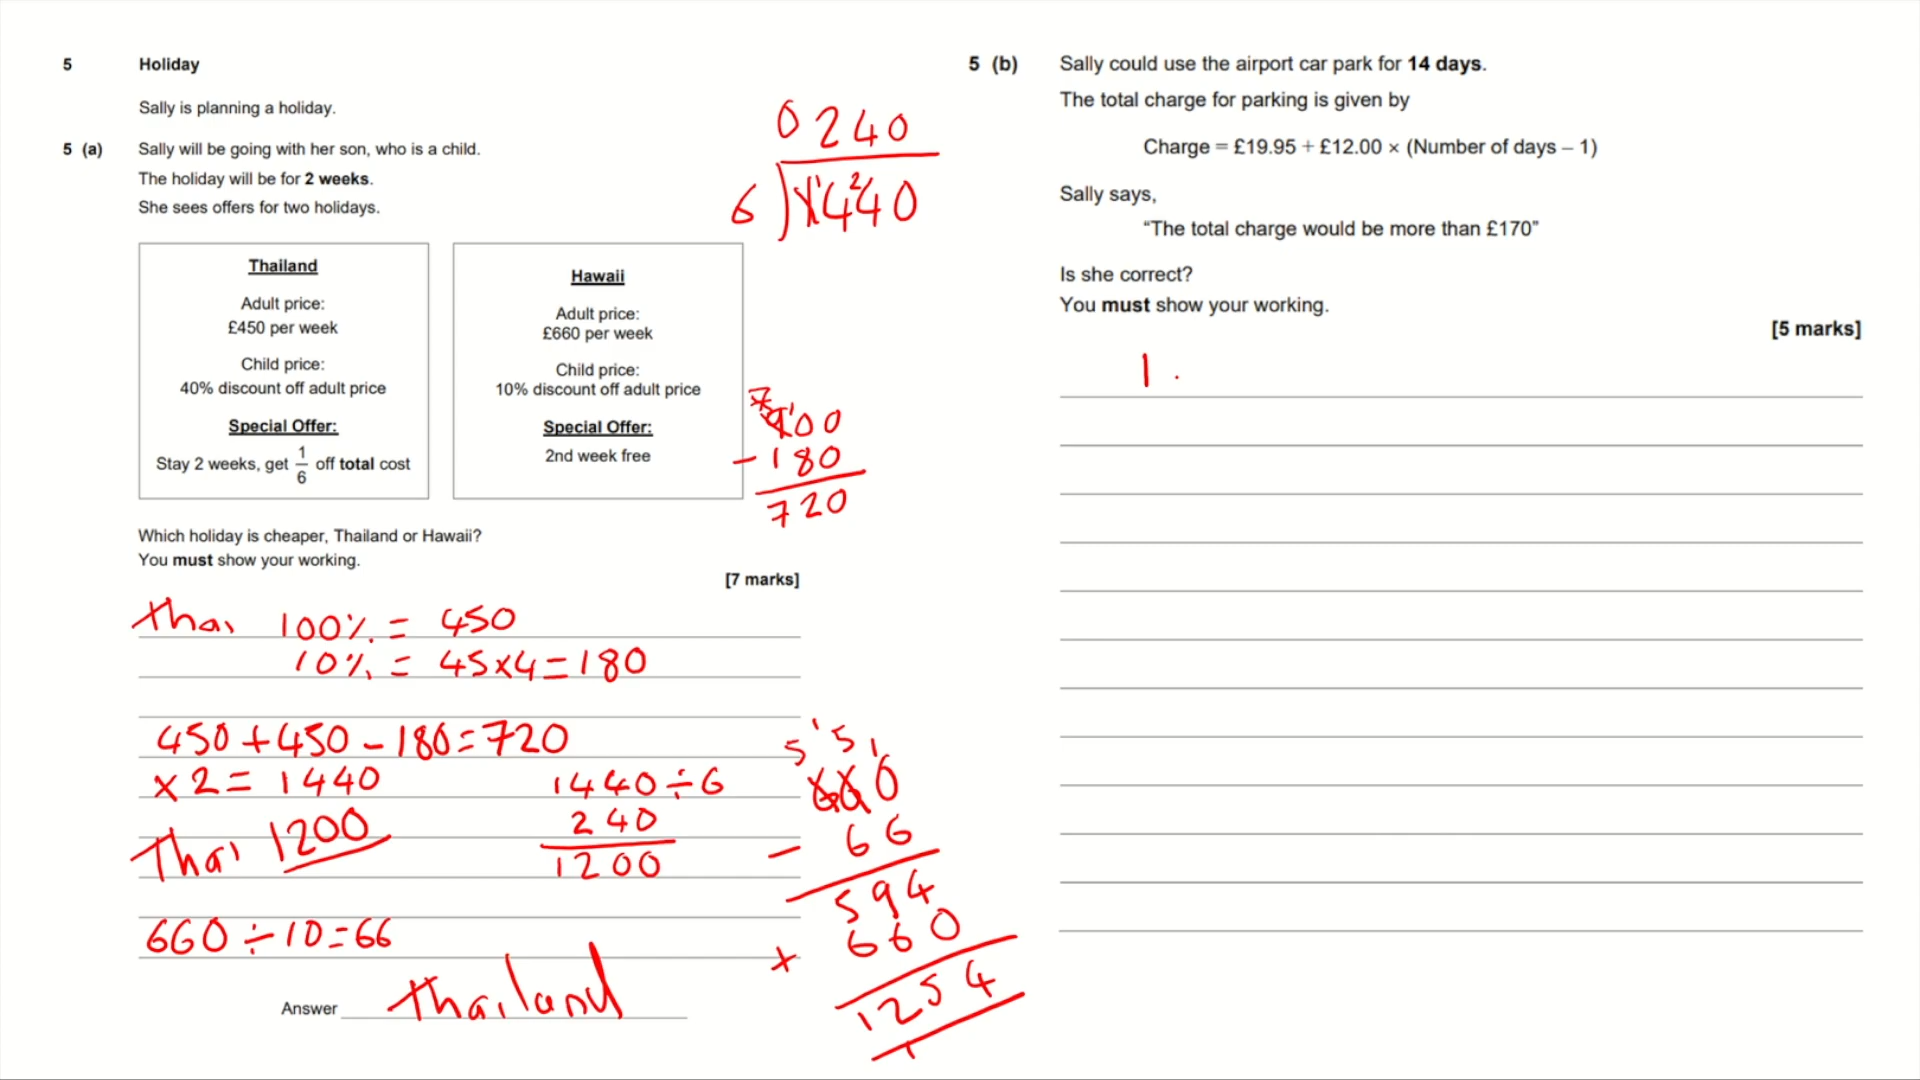 5 Holiday
Sally is planning a holiday.
5 (a) Sally will be going with her son, who is a child.
The holiday will be for 2 weeks.
She sees offers for two holidays.
Thailand
Adult price:
£450 per week
Child price:
40% discount off adult price
Special Offer:
Stay 2 weeks, get 1/6 off total cost
Hawaii
Adult price:
£660 per week
Child price:
10% discount off adult price
Special Offer:
2nd week free
0240
6 1440
900
- 180
720
Which holiday is cheaper, Thailand or Hawaii?
You must show your working.
[7 marks]
Thai 100% = 450
10% = 45×4=180
450+450-180=720
×2= 1440
1440÷6
240
1200
Thai 1200
660÷10=66
660
- 66
594
+ 660
1254
Answer Thailand
5 (b) Sally could use the airport car park for 14 days.
The total charge for parking is given by
Charge = £19.95 + £12.00 × (Number of days – 1)
Sally says,
“The total charge would be more than £170”
Is she correct?
You must show your working.
[5 marks]
1 .